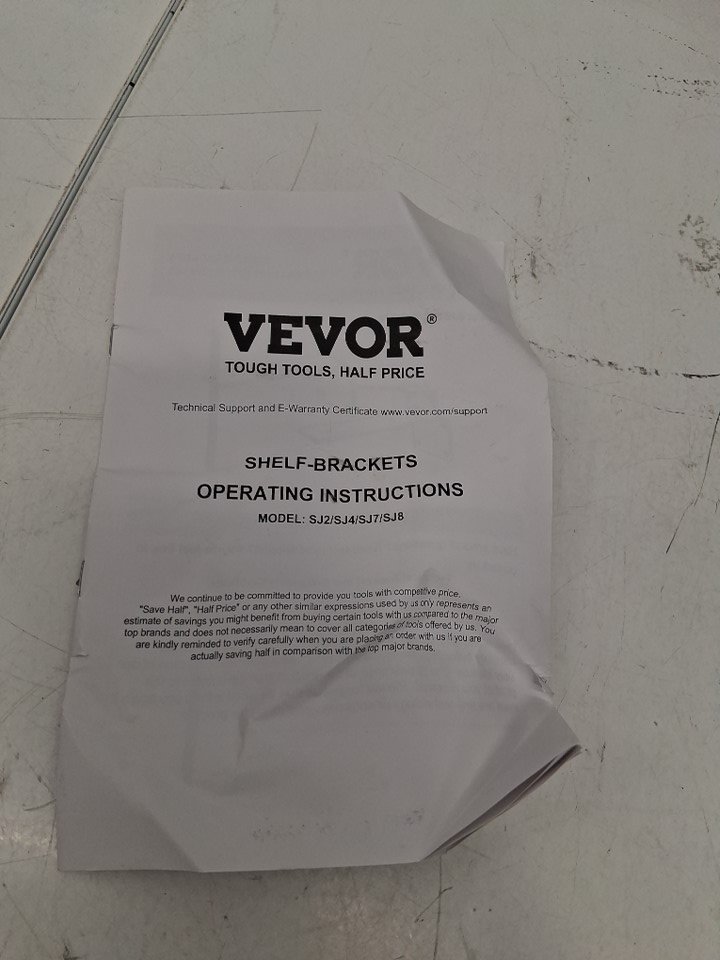 VEVOR®
TOUGH TOOLS, HALF PRICE
Technical Support and E-Warranty Certificate www.vevor.com/support
SHELF-BRACKETS
OPERATING INSTRUCTIONS
MODEL: SJ2/SJ4/SJ7/SJ8
We continue to be committed to provide you tools with competitive price.
"Save Half", "Half Price" or any other similar expressions used by us only represents an
estimate of savings you might benefit from buying certain tools with us compared to the major
top brands and does not necessarily mean to cover all categories of tools offered by us. You
are kindly reminded to verify carefully when you are placing an order with us if you are
actually saving half in comparison with the top major brands.